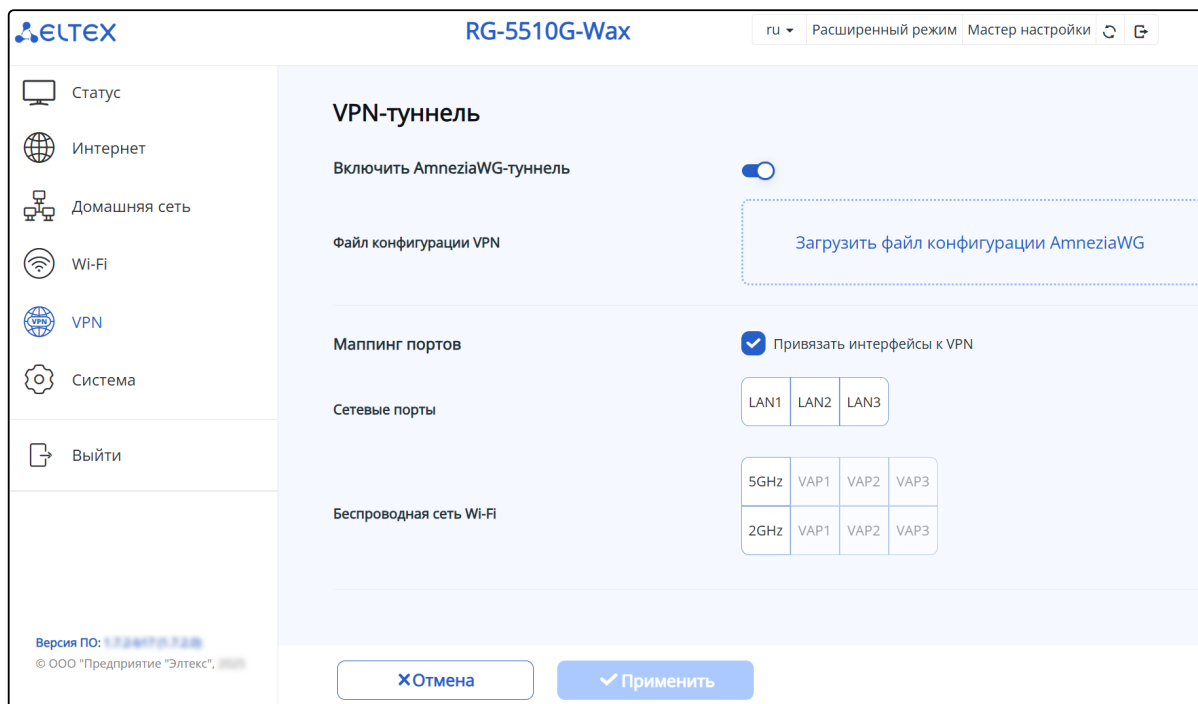 ELTEX
RG-5510G-Wax
ru
Расширенный режим
Мастер настройки
Статус
Интернет
Домашняя сеть
Wi-Fi
VPN
VPN
Система
Выйти
Версия ПО:
© ООО "Предприятие "Элтекс",
VPN-туннель
Включить AmneziaWG-туннель
Файл конфигурации VPN
Загрузить файл конфигурации AmneziaWG
Маппинг портов
Привязать интерфейсы к VPN
Сетевые порты
LAN1 LAN2 LAN3
Беспроводная сеть Wi-Fi
5GHz VAP1 VAP2 VAP3
2GHz VAP1 VAP2 VAP3
Отмена
Применить